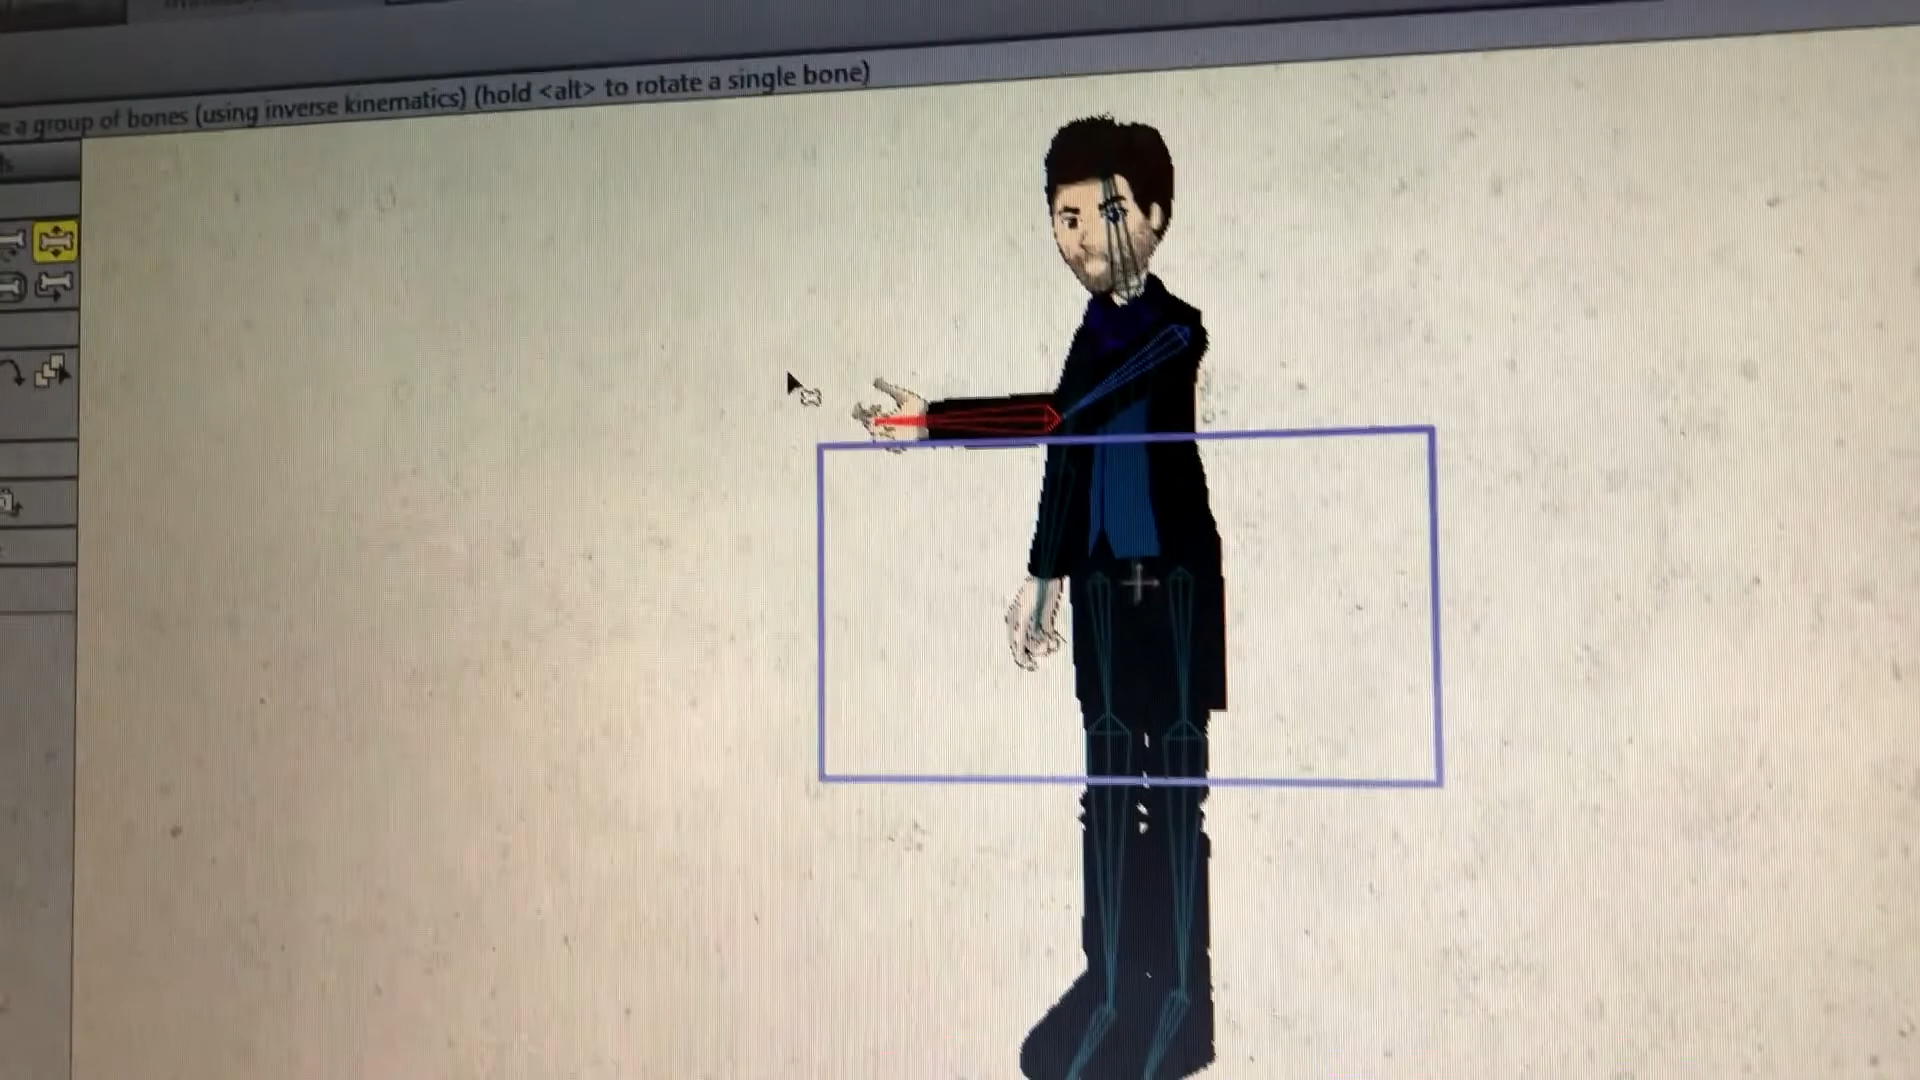 e a group of bones (using inverse kinematics) (hold <alt> to rotate a single bone)